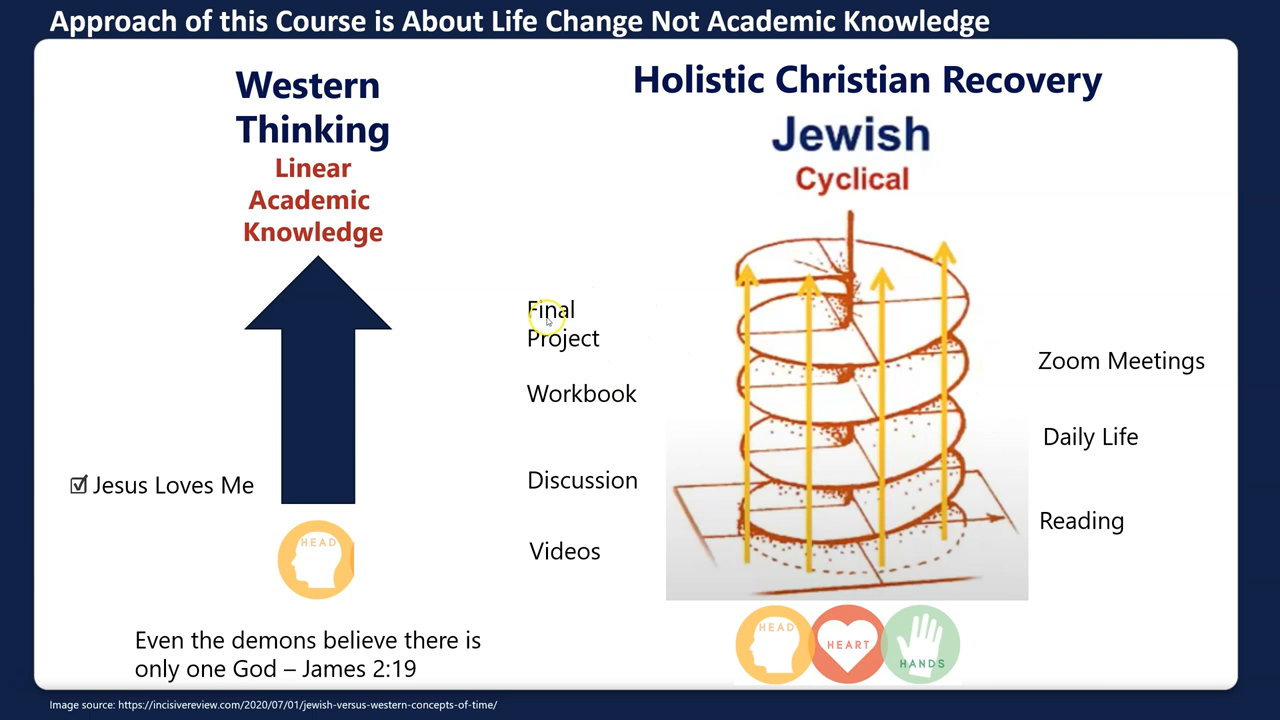 Approach of this Course is About Life Change Not Academic Knowledge
Western
Thinking
Linear
Academic
Knowledge
Jesus Loves Me
HEAD
Even the demons believe there is
only one God – James 2:19
Holistic Christian Recovery
Jewish
Cyclical
Final
Project
Workbook
Discussion
Videos
Zoom Meetings
Daily Life
Reading
HEAD
HEART
HANDS
Image source: https://incisivereview.com/2020/07/01/jewish-versus-western-concepts-of-time/